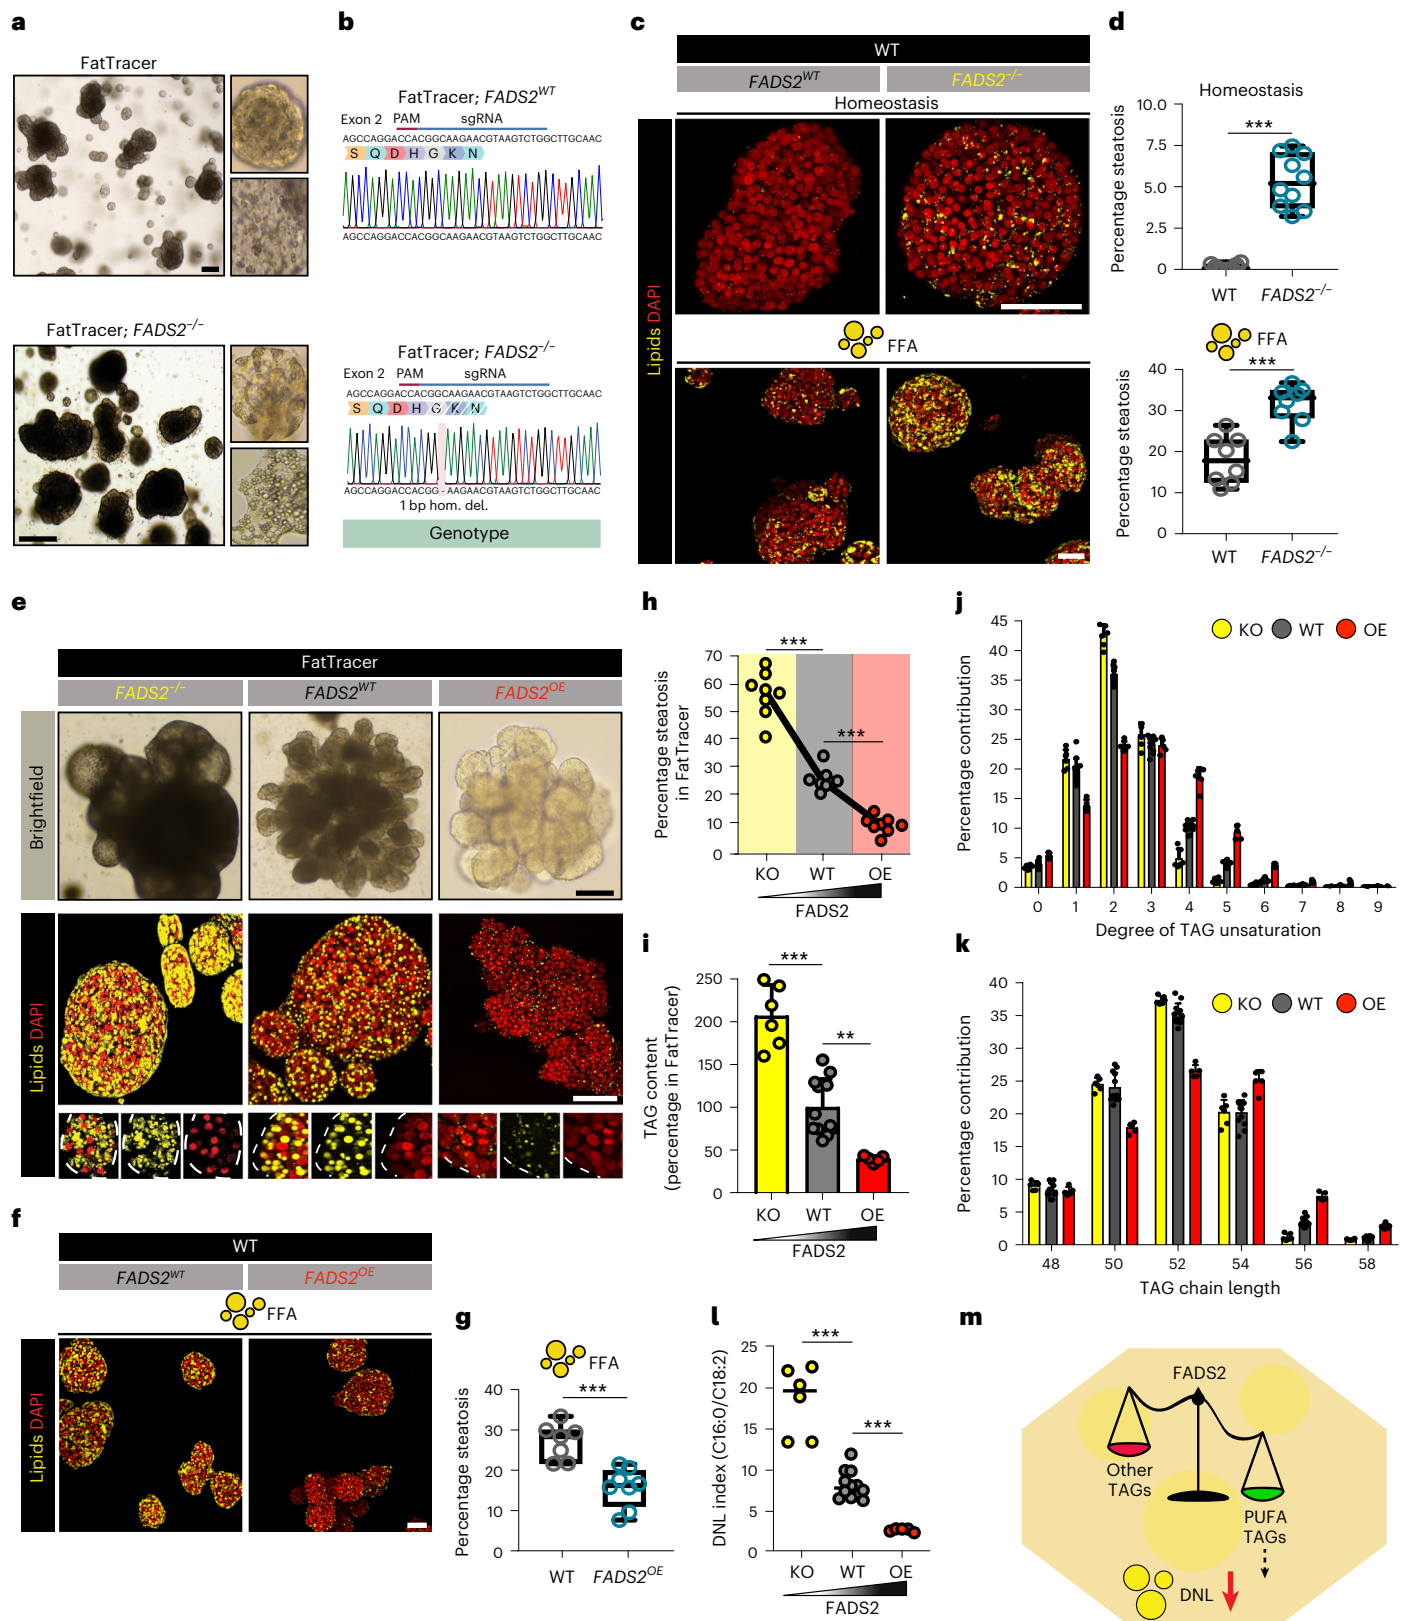 a
FatTracer
FatTracer; FADS2−/−
b
FatTracer; FADS2WT
Exon 2 PAM sgRNA
AGCCAGGACCACGGCAAGAACGTAAGTCTGGCTTGCAAC
S Q D H G K N
AGCCAGGACCACGGCAAGAACGTAAGTCTGGCTTGCAAC
FatTracer; FADS2−/−
Exon 2 PAM sgRNA
AGCCAGGACCACGGCAAGAACGTAAGTCTGGCTTGCAAC
S Q D H G K N
AGCCAGGACCACGG-AAGAACGTAAGTCTGGCTTGCAAC
1 bp hom. del.
Genotype
c
WT
FADS2WT FADS2−/−
Homeostasis
Lipids DAPI
FFA
d
Homeostasis
Percentage steatosis
10.0
7.5
5.0
2.5
0
***
WT FADS2−/−
FFA
Percentage steatosis
40
30
20
10
0
***
WT FADS2−/−
e
FatTracer
FADS2−/− FADS2WT FADS2OE
Brightfield
Lipids DAPI
f
WT
FADS2WT FADS2OE
FFA
Lipids DAPI
g
FFA
Percentage steatosis
40
30
20
10
0
***
WT FADS2OE
h
Percentage steatosis
in FatTracer
70
60
50
40
30
20
10
0
***
***
KO WT OE
FADS2
i
TAG content
(percentage in FatTracer)
250
200
150
100
50
0
***
**
KO WT OE
FADS2
j
Percentage contribution
45
40
35
30
25
20
15
10
5
0
KO WT OE
0 1 2 3 4 5 6 7 8 9
Degree of TAG unsaturation
k
Percentage contribution
40
35
30
25
20
15
10
5
0
KO WT OE
48 50 52 54 56 58
TAG chain length
l
DNL index (C16:0/C18:2)
25
20
15
10
5
0
***
***
KO WT OE
FADS2
m
FADS2
Other
TAGs
PUFA
TAGs
DNL